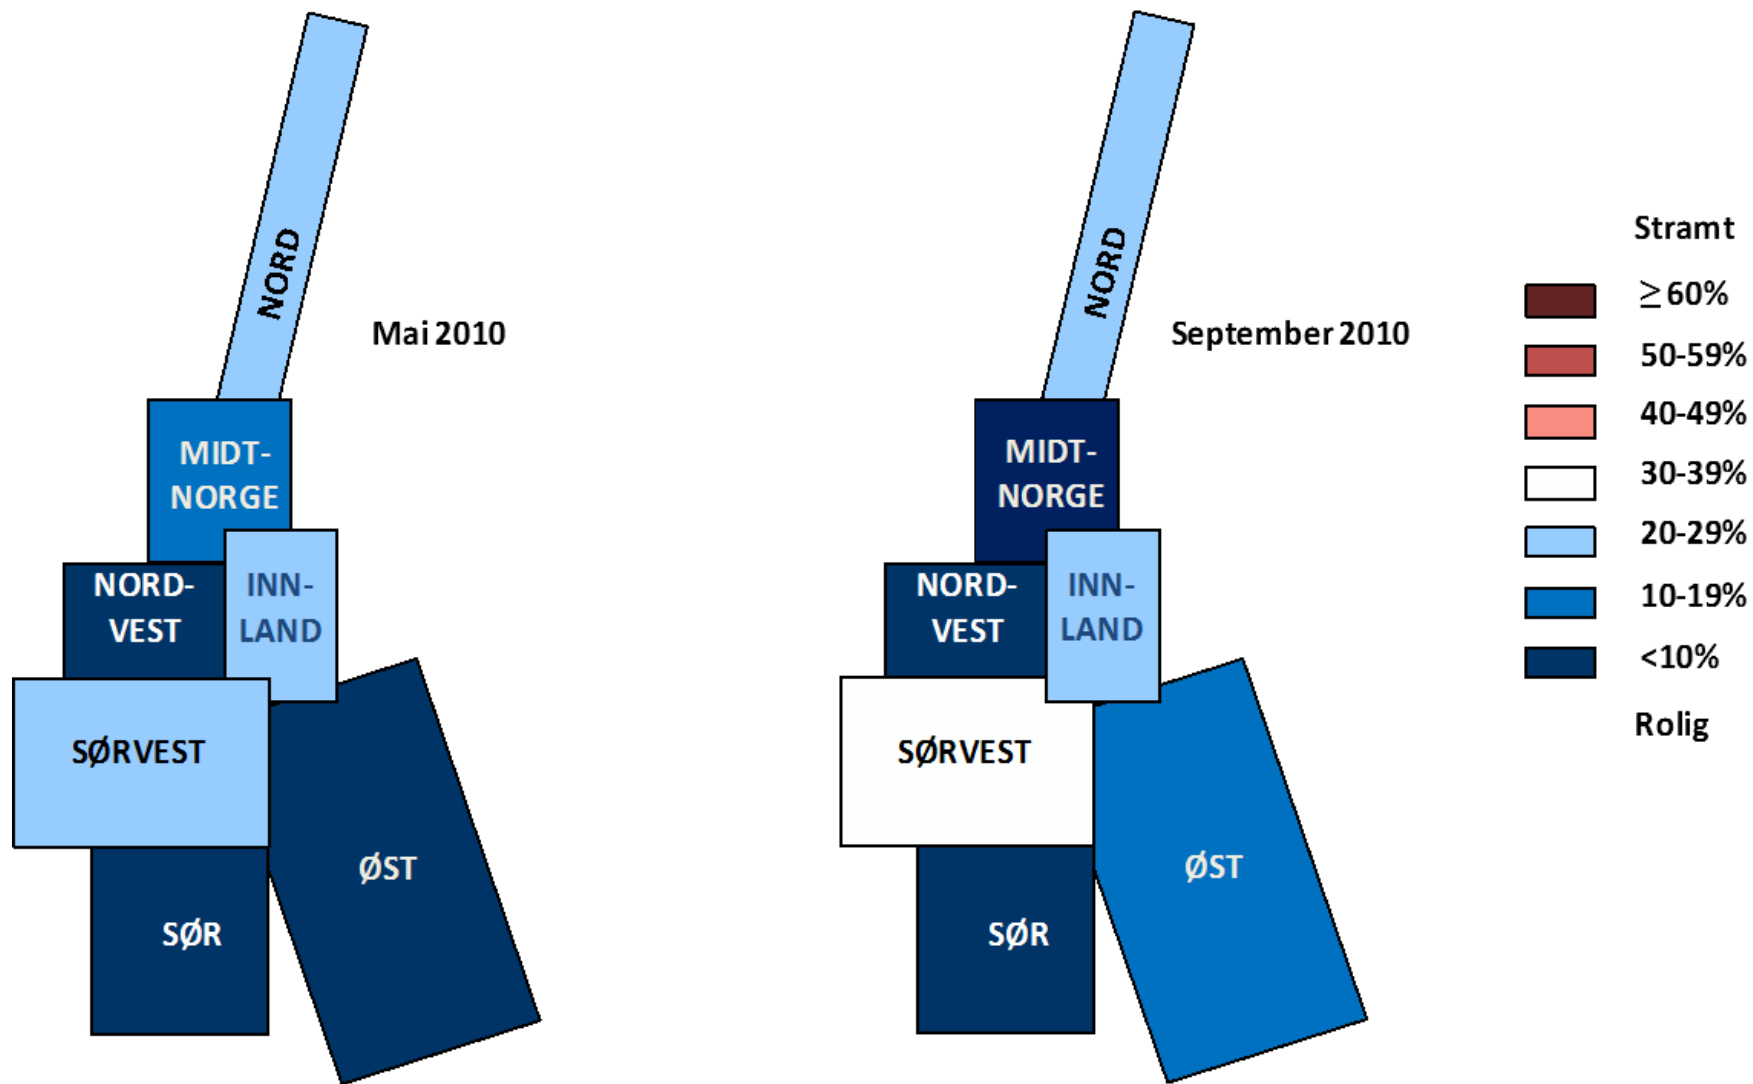 NORD
Mai 2010
MIDT-
NORGE
NORD-
VEST
INN-
LAND
SØRVEST
ØST
SØR
NORD
September 2010
MIDT-
NORGE
NORD-
VEST
INN-
LAND
SØRVEST
ØST
SØR
Stramt
≥ 60%
50-59%
40-49%
30-39%
20-29%
10-19%
<10%
Rolig